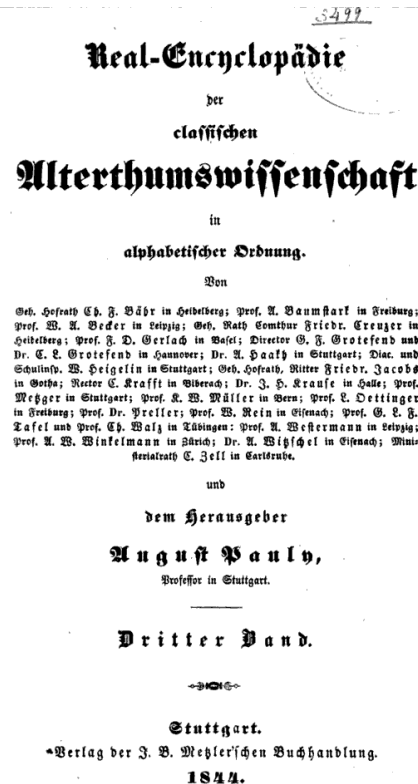 3499
Real-Encyclopädie
der
classischen
Alterthumswissenschaft
in
alphabetischer Ordnung.
Von
Geh. Hofrath Ch. F. Bähr in Heidelberg; Prof. A. Baumstark in Freiburg;
Prof. W. A. Becker in Leipzig; Geh. Rath Comthur Friedr. Creuzer in
Heidelberg; Prof. F. D. Gerlach in Basel; Director G. F. Grotefend und
Dr. C. L. Grotefend in Hannover; Dr. A. Haakh in Stuttgart; Diac. und
Schulinsp. W. Heigelin in Stuttgart; Geh. Hofrath, Ritter Friedr. Jacobs
in Gotha; Rector C. Krafft in Biberach; Dr. J. H. Krause in Halle; Prof.
Metzger in Stuttgart; Prof. K. W. Müller in Bern; Prof. L. Oettinger
in Freiburg; Prof. Dr. Preller; Prof. W. Rein in Eisenach; Prof. G. L. F.
Tafel und Prof. Ch. Walz in Tübingen: Prof. A. Westermann in Leipzig;
Prof. A. W. Winkelmann in Zürich; Dr. A. Witzschel in Eisenach; Mini-
sterialrath C. Zell in Carlsruhe.
und
dem Herausgeber
August Pauly,
Professor in Stuttgart.
Dritter Band.
Stuttgart.
Verlag der J. B. Metzler'schen Buchhandlung.
1844.